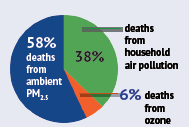 58%
deaths
from
ambient
PM2.5
38%
deaths
from
household
air pollution
6%
deaths
from
ozone